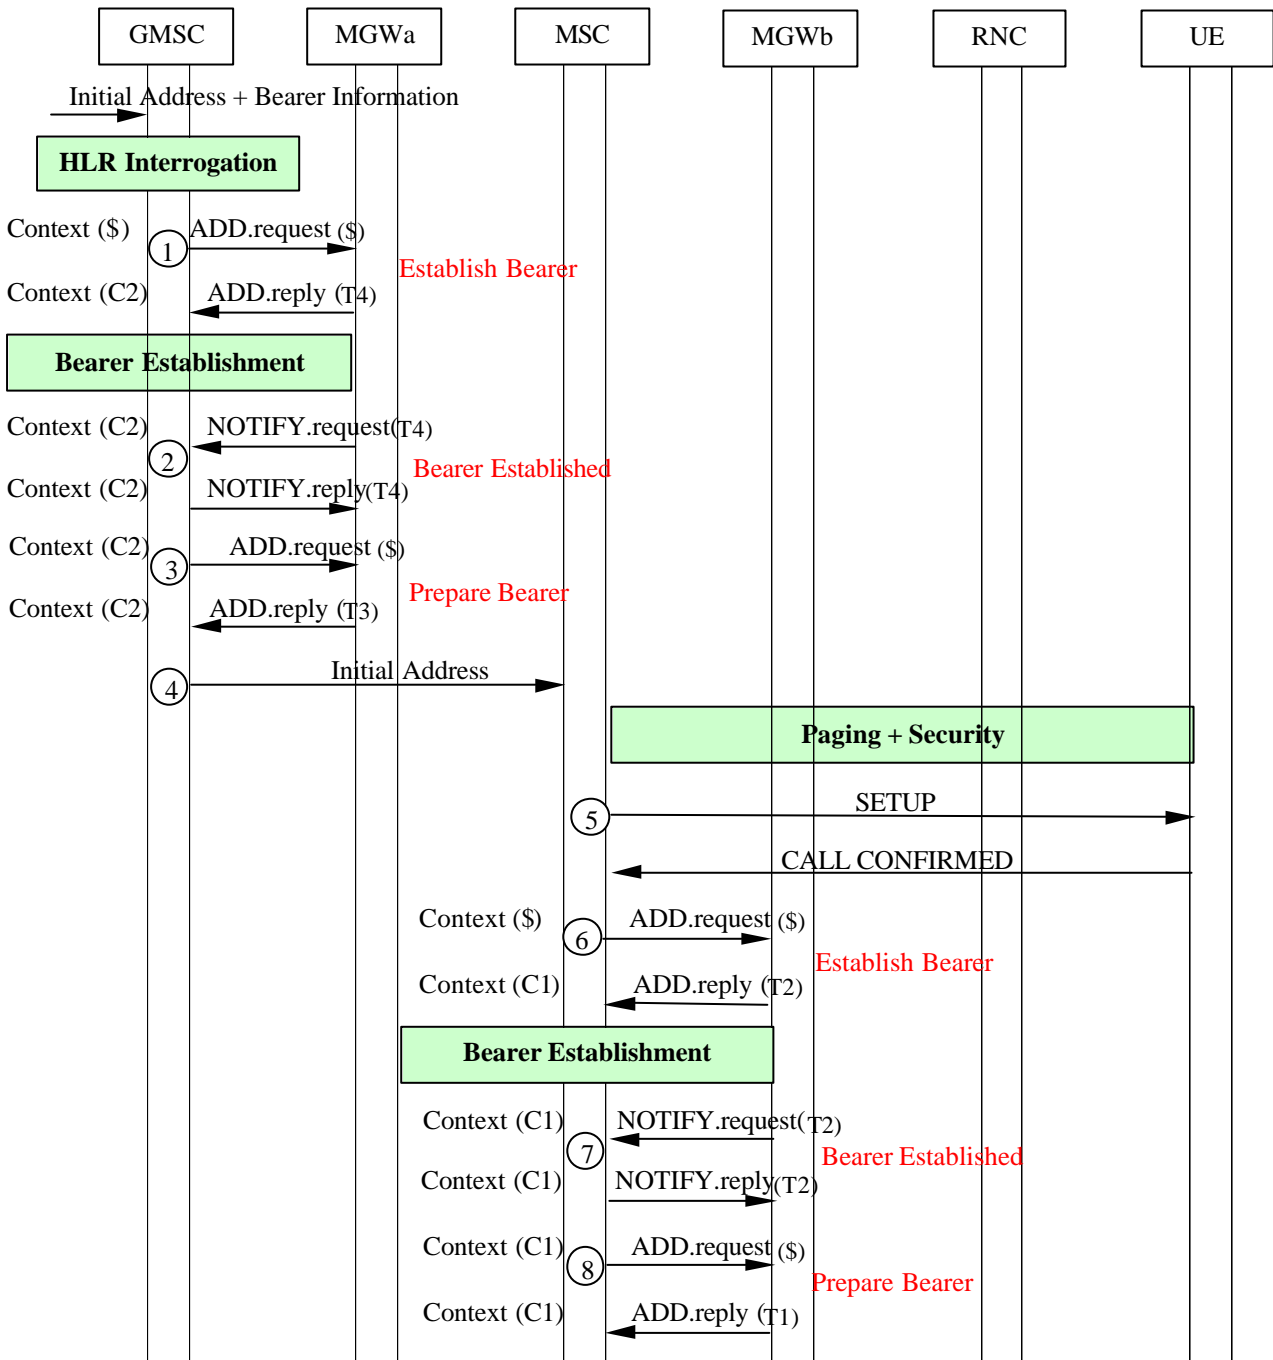 GMSC MGWa MSC MGWb RNC UE
Initial Address + Bearer Information
HLR Interrogation
Context ($) 1 ADD.request ($)
Establish Bearer
Context (C2) ADD.reply (T4)
Bearer Establishment
Context (C2) NOTIFY.request(T4)
2 Bearer Established
Context (C2) NOTIFY.reply(T4)
Context (C2) 3 ADD.request ($)
Prepare Bearer
Context (C2) ADD.reply (T3)
4 Initial Address
Paging + Security
5 SETUP
CALL CONFIRMED
Context ($) 6 ADD.request ($)
Establish Bearer
Context (C1) ADD.reply (T2)
Bearer Establishment
Context (C1) NOTIFY.request(T2)
7 Bearer Established
Context (C1) NOTIFY.reply(T2)
Context (C1) 8 ADD.request ($)
Prepare Bearer
Context (C1) ADD.reply (T1)